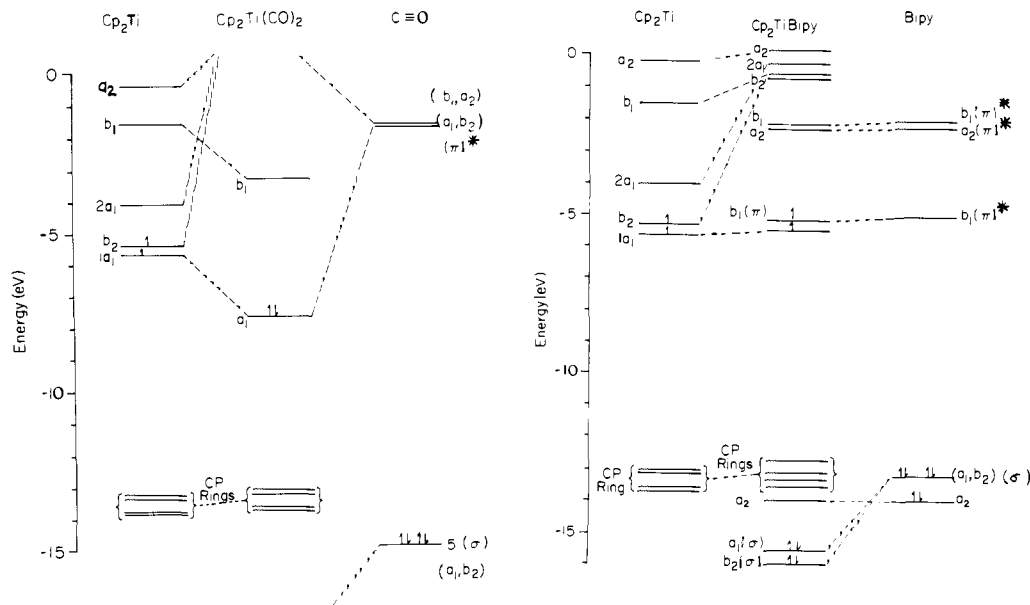 Cp₂Ti Cp₂Ti(CO)₂ C≡O
0
-5
-10
-15
Energy(eV)
a₂
b₁
2a₁
b₂
1a₁
b₁
a₁
(b₁,a₂)
(a₁,b₂)
(π)*
CP
Rings
5 (σ)
(a₁,b₂)
Cp₂Ti Cp₂TiBipy Bipy
0
-5
-10
-15
Energy(eV)
a₂
b₁
2a₁
b₂
1a₁
a₂
2a₁
b₂
b₁
a₂
b₁(π)
b₁(π)*
a₂(π)*
b₁(π)*
CP
Ring
CP
Rings
a₂
a₁(σ)
b₂(σ)
(a₁,b₂)(σ)
a₂